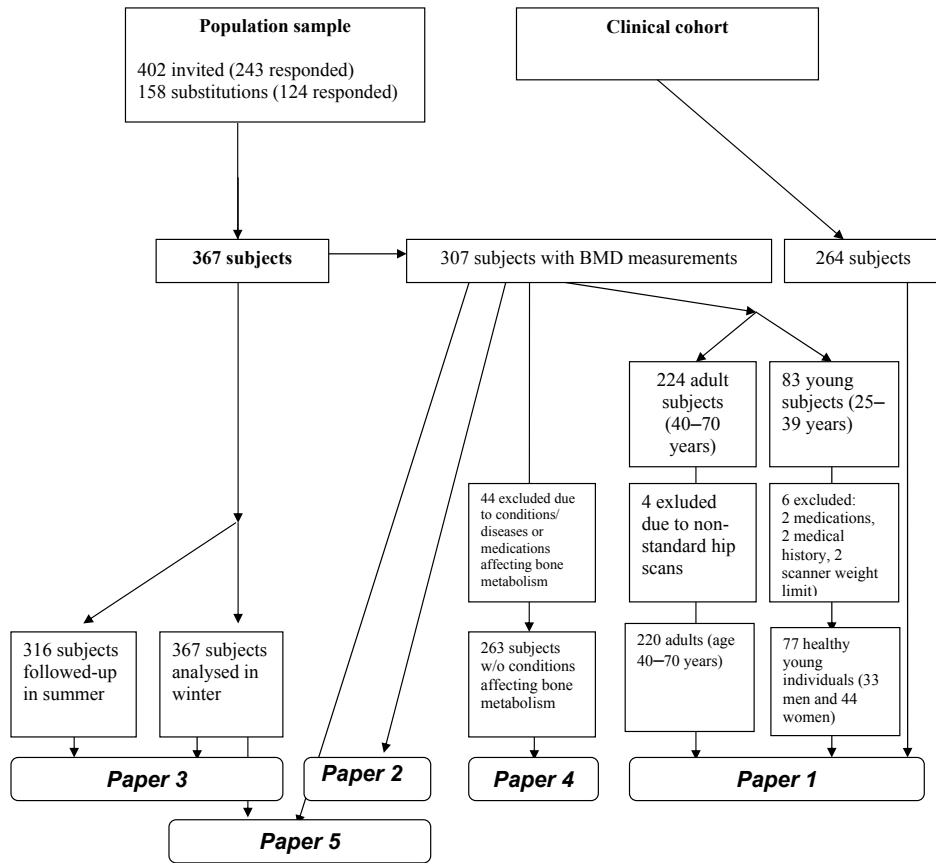 Population sample
402 invited (243 responded)
158 substitutions (124 responded)
Clinical cohort
367 subjects
307 subjects with BMD measurements
264 subjects
224 adult
subjects
(40–70
years)
83 young
subjects (25–
39 years)
44 excluded due
to conditions/
diseases or
medications
affecting bone
metabolism
4 exluded
due to non-
standard hip
scans
6 excluded:
2 medications,
2 medical
history, 2
scanner weight
limit)
316 subjects
followed-up
in summer
367 subjects
analysed in
winter
263 subjects
w/o conditions
affecting bone
metabolism
220 adults (age
40–70 years)
77 healthy
young
individuals (33
men and 44
women)
Paper 3
Paper 2
Paper 4
Paper 1
Paper 5